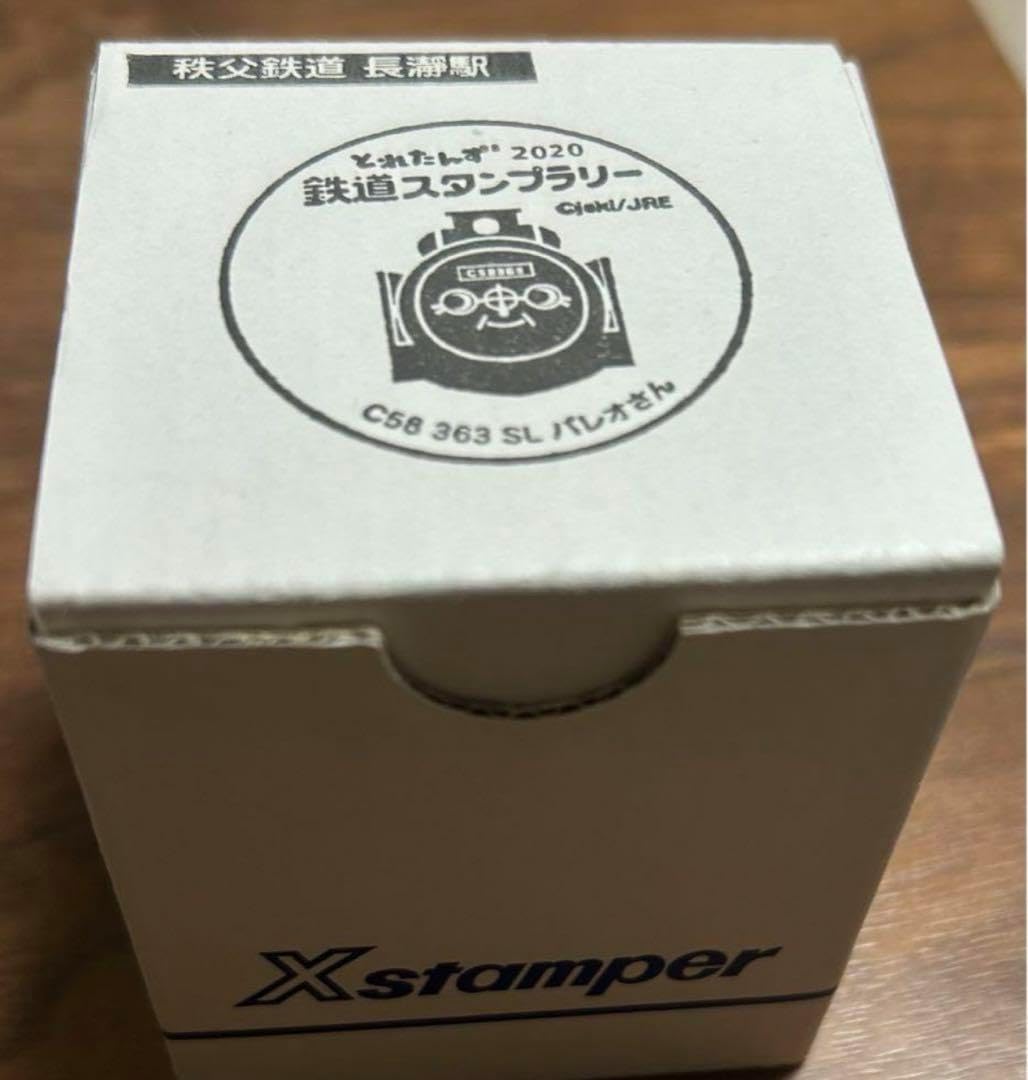 秩父鉄道 長瀞駅
とれたんず 2020
鉄道スタンプラリー
©jeki/JRE
C58363
C58 363 SL パレオさん
Xstamper